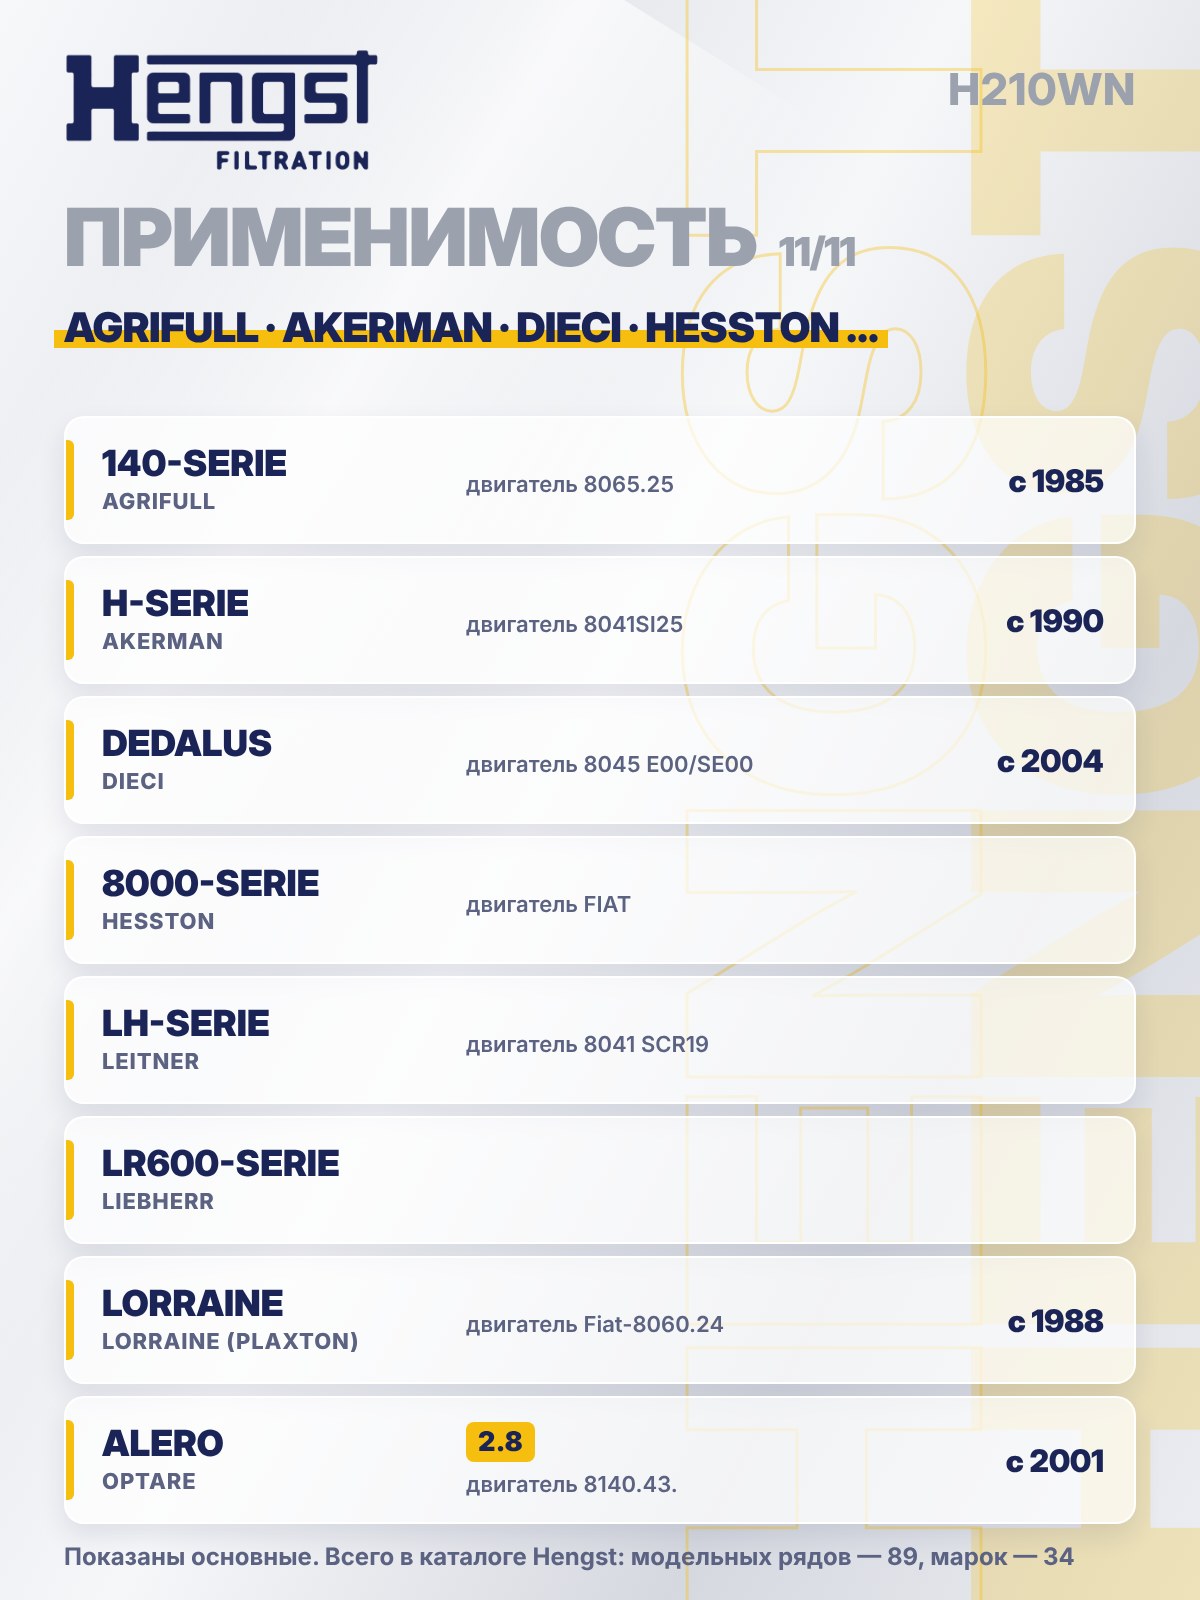 Hengst
FILTRATION
H210WN
ПРИМЕНИМОСТЬ 11/11
AGRIFULL · AKERMAN · DIECI · HESSTON ...
140-SERIE
AGRIFULL
двигатель 8065.25
с 1985
H-SERIE
AKERMAN
двигатель 8041SI25
с 1990
DEDALUS
DIECI
двигатель 8045 E00/SE00
с 2004
8000-SERIE
HESSTON
двигатель FIAT
LH-SERIE
LEITNER
двигатель 8041 SCR19
LR600-SERIE
LIEBHERR
LORRAINE
LORRAINE (PLAXTON)
двигатель Fiat-8060.24
с 1988
ALERO
OPTARE
2.8
двигатель 8140.43.
с 2001
Показаны основные. Всего в каталоге Hengst: модельных рядов — 89, марок — 34
HENGST
HENGST